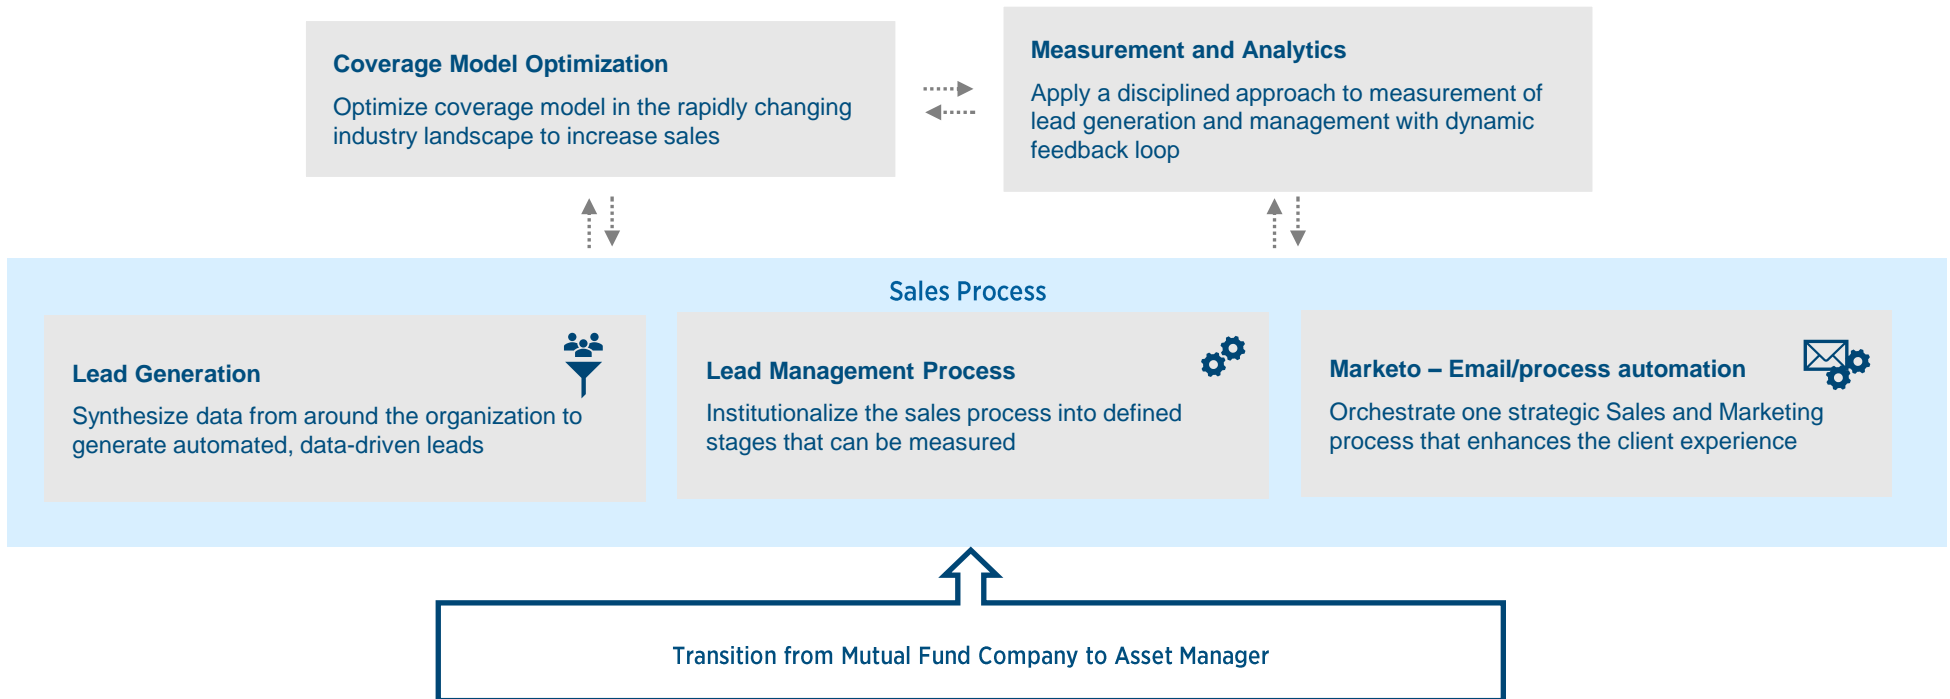 Coverage Model Optimization
Optimize coverage model in the rapidly changing
industry landscape to increase sales
Measurement and Analytics
Apply a disciplined approach to measurement of
lead generation and management with dynamic
feedback loop
Sales Process
Lead Generation
Synthesize data from around the organization to
generate automated, data-driven leads
Lead Management Process
Institutionalize the sales process into defined
stages that can be measured
Marketo – Email/process automation
Orchestrate one strategic Sales and Marketing
process that enhances the client experience
Transition from Mutual Fund Company to Asset Manager